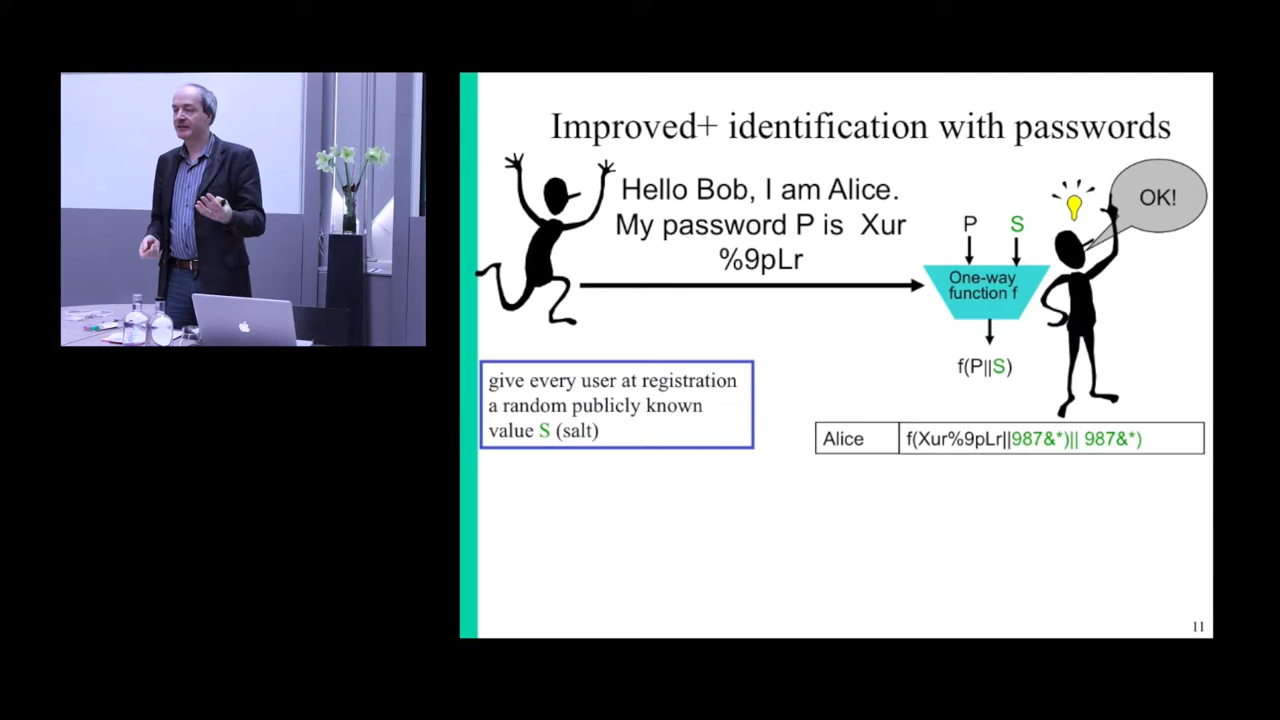 Improved+ identification with passwords
Hello Bob, I am Alice.
My password P is Xur
%9pLr
OK!
P S
One-way
function f
f(P||S)
give every user at registration
a random publicly known
value S (salt)
Alice f(Xur%9pLr||987&*)|| 987&*)
11